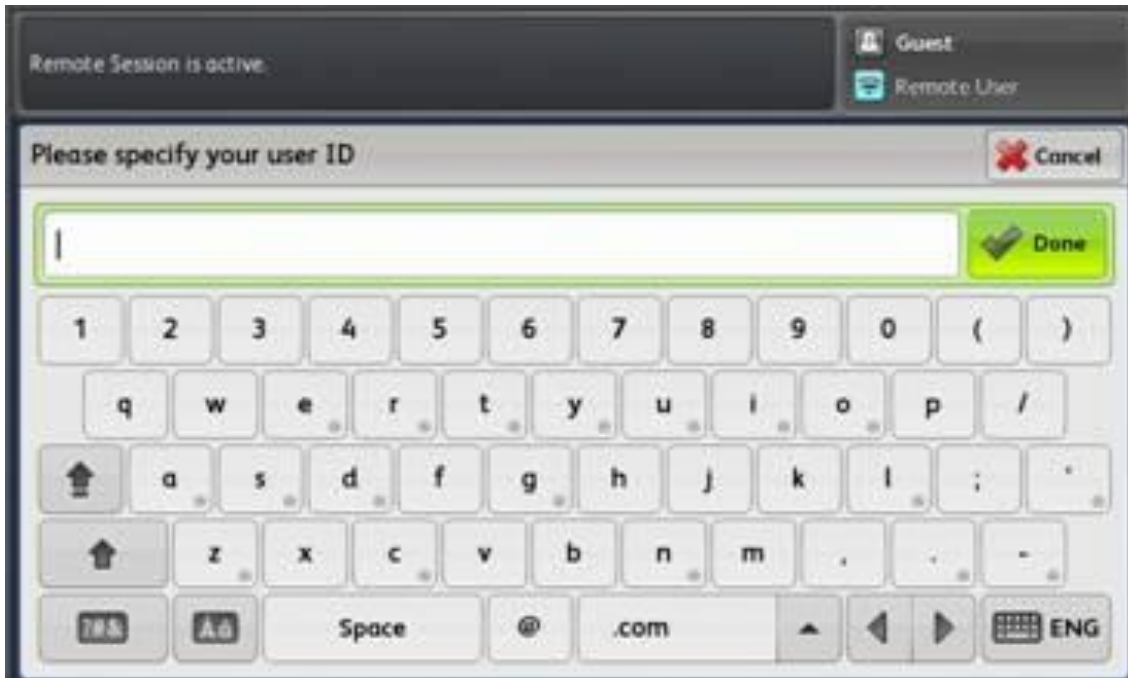 Guest
Remote Session is active.
Remote User
Please specify your user ID
Cancel
Done
1 2 3 4 5 6 7 8 9 0 ( )
q w e r t y u i o p /
a s d f g h j k l ; '
z x c v b n m , . -
?#& Space @ .com ENG